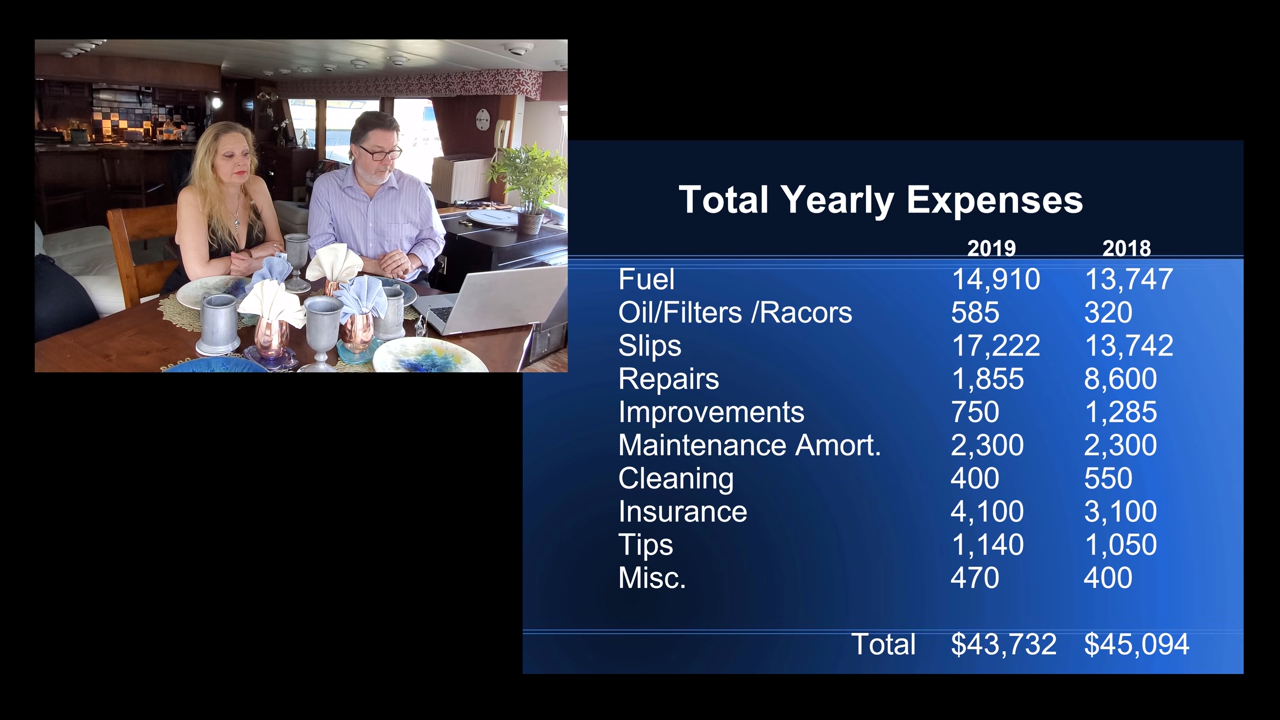 Total Yearly Expenses
2019 2018
Fuel 14,910 13,747
Oil/Filters /Racors 585 320
Slips 17,222 13,742
Repairs 1,855 8,600
Improvements 750 1,285
Maintenance Amort. 2,300 2,300
Cleaning 400 550
Insurance 4,100 3,100
Tips 1,140 1,050
Misc. 470 400
Total $43,732 $45,094